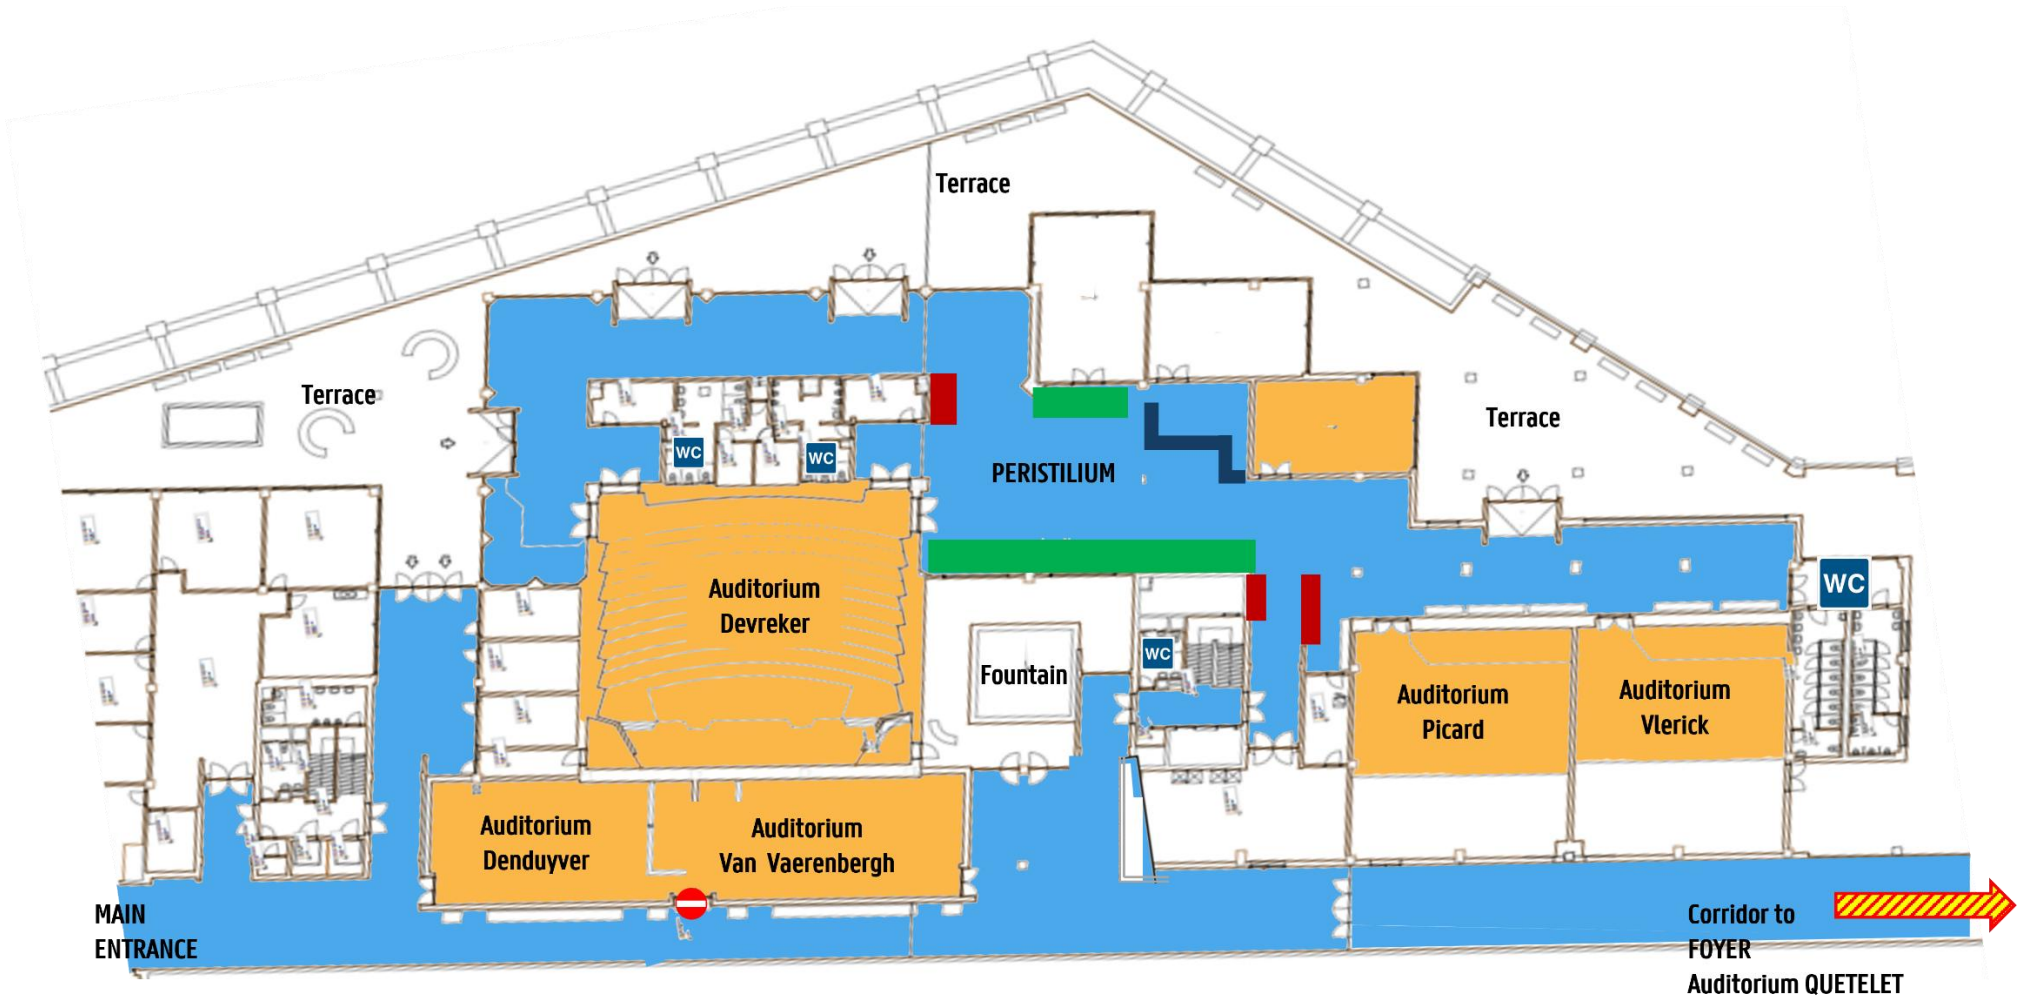 Terrace
Terrace
Terrace
WC
WC
PERISTILIUM
Auditorium
Devreker
WC
Fountain
WC
Auditorium
Picard
Auditorium
Vlerick
Auditorium
Denduyver
Auditorium
Van Vaerenbergh
MAIN
ENTRANCE
Corridor to
FOYER
Auditorium QUETELET